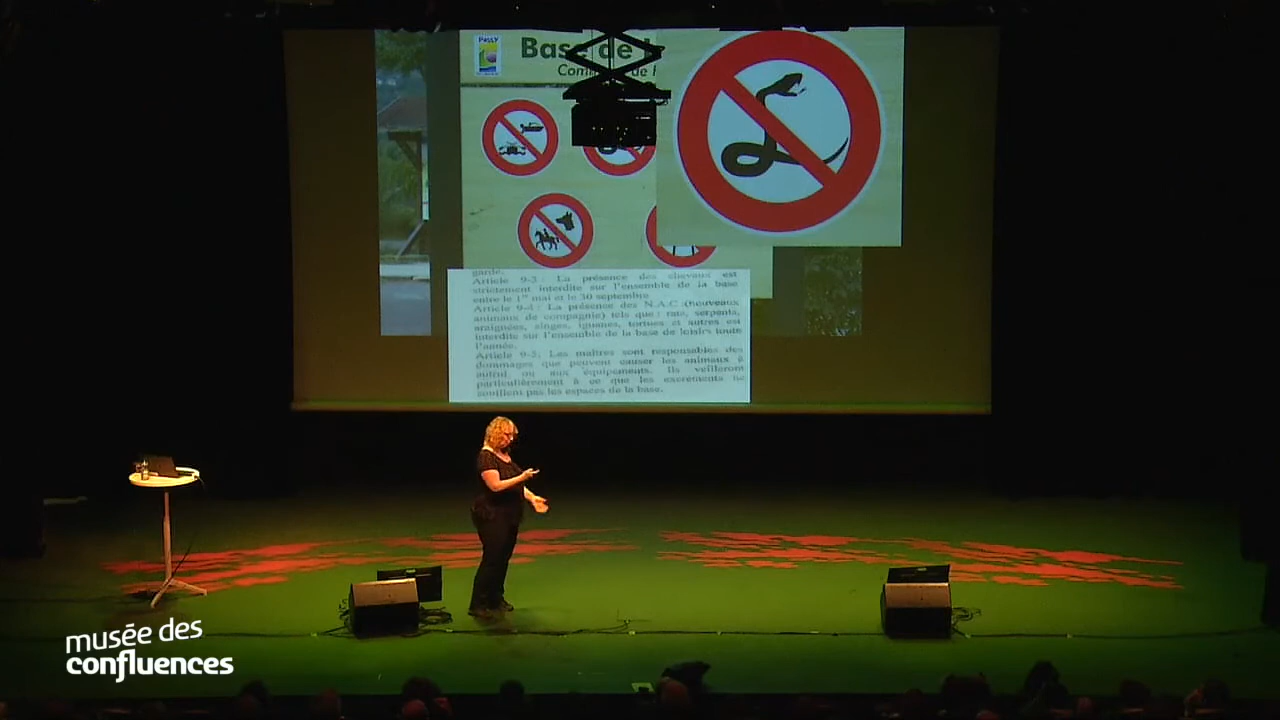 Passy
Base de l
Com de l
garde.
Article 9-3 : La présence des chevaux est
strictement interdite sur l'ensemble de la base
entre le 1er mai et le 30 septembre
Article 9-4 : La présence des N.A.C (nouveaux
animaux de compagnie) tels que : rats, serpents,
araignées, singes, iguanes, tortues et autres est
interdite sur l'ensemble de la base de loisirs toute
l'année.
Article 9-5: Les maîtres sont responsables des
dommages que peuvent causer les animaux à
autrui, ou aux équipements. Ils veilleront
particulièrement à ce que les excréments ne
souillent pas les espaces de la base.
musée des
confluences